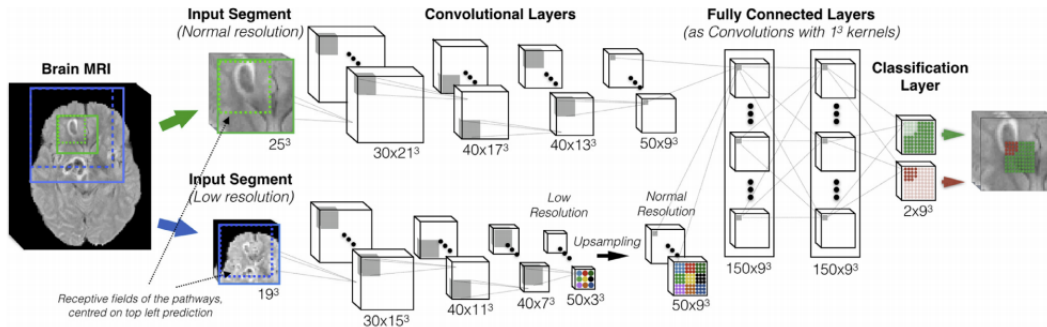 Brain MRI
Input Segment
(Normal resolution)
25³
Convolutional Layers
30x21³
40x17³
40x13³
50x9³
Fully Connected Layers
(as Convolutions with 1³ kernels)
Classification
Layer
2x9³
150x9³
150x9³
Input Segment
(Low resolution)
19³
30x15³
40x11³
40x7³
50x3³
Low
Resolution
Upsampling
Normal
Resolution
50x9³
Receptive fields of the pathways,
centred on top left prediction